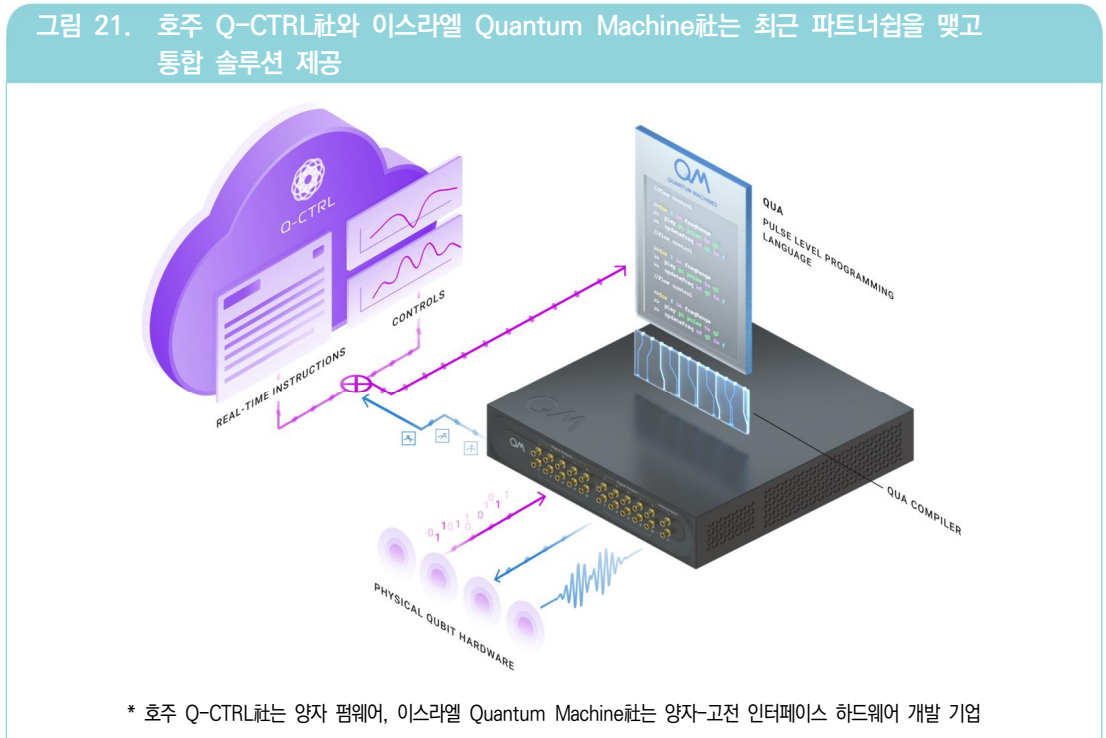 그림 21. 호주 Q-CTRL社와 이스라엘 Quantum Machine社는 최근 파트너쉽을 맺고
통합 솔루션 제공
Q-CTRL
CONTROLS
REAL-TIME INSTRUCTIONS
QM
QUANTUM MACHINES
//Flow control
QUA
PULSE LEVEL PROGRAMMING
LANGUAGE
QM
QM
QUA COMPILER
PHYSICAL QUBIT HARDWARE
* 호주 Q-CTRL社는 양자 펌웨어, 이스라엘 Quantum Machine社는 양자-고전 인터페이스 하드웨어 개발 기업